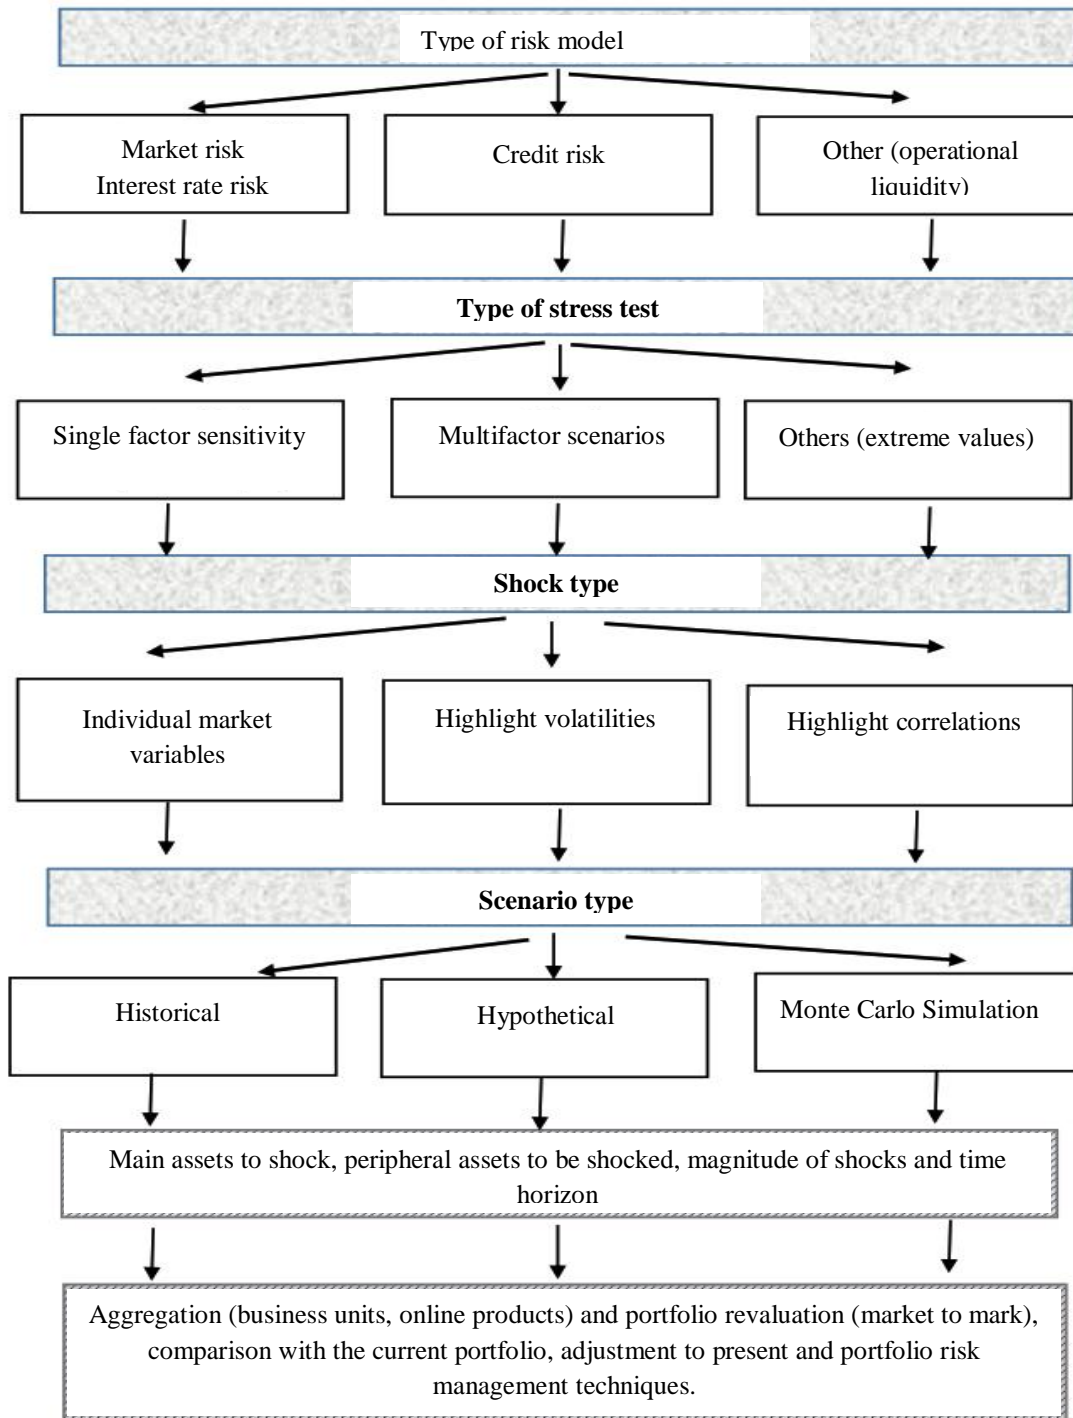 Type of risk model
Market risk
Interest rate risk
Credit risk
Other (operational
liquidity)
Type of stress test
Single factor sensitivity
Multifactor scenarios
Others (extreme values)
Shock type
Individual market
variables
Highlight volatilities
Highlight correlations
Scenario type
Historical
Hypothetical
Monte Carlo Simulation
Main assets to shock, peripheral assets to be shocked, magnitude of shocks and time
horizon
Aggregation (business units, online products) and portfolio revaluation (market to mark),
comparison with the current portfolio, adjustment to present and portfolio risk
management techniques.